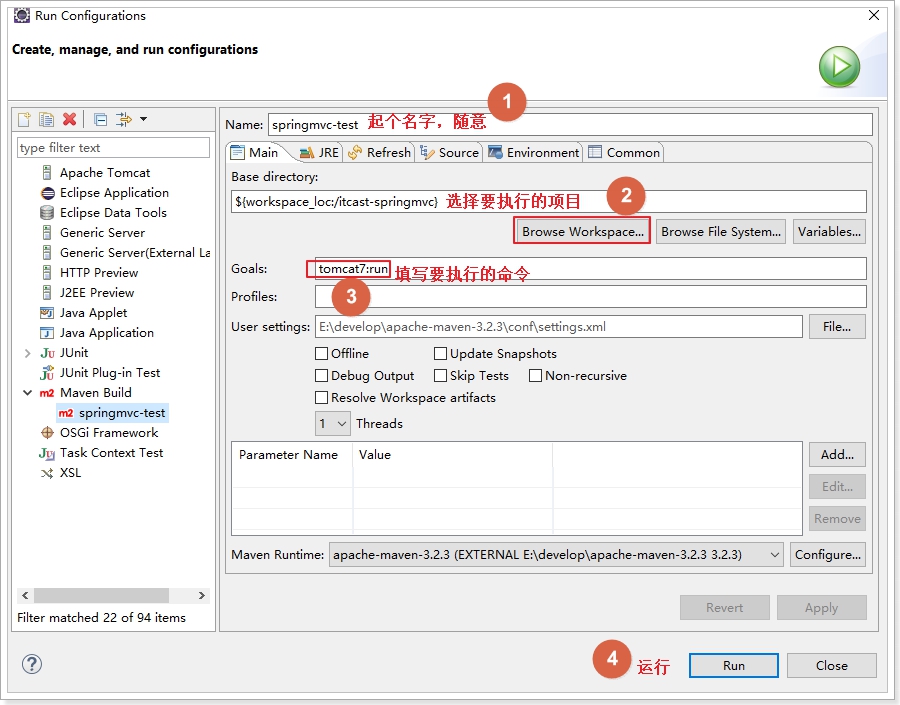 Run Configurations
Create, manage, and run configurations
type filter text
Apache Tomcat
Eclipse Application
Eclipse Data Tools
Generic Server
Generic Server(External La
HTTP Preview
J2EE Preview
Java Applet
Java Application
JUnit
JUnit Plug-in Test
Maven Build
springmvc-test
OSGi Framework
Task Context Test
XSL
Filter matched 22 of 94 items
1
Name: springmvc-test 起个名字，随意
Main JRE Refresh Source Environment Common
Base directory:
${workspace_loc:/itcast-springmvc} 选择要执行的项目 2
Browse Workspace... Browse File System... Variables...
Goals: tomcat7:run 填写要执行的命令
Profiles: 3
User settings: E:\develop\apache-maven-3.2.3\conf\settings.xml File...
Offline Update Snapshots
Debug Output Skip Tests Non-recursive
Resolve Workspace artifacts
1 Threads
Parameter Name Value Add...
Edit...
Remove
Maven Runtime: apache-maven-3.2.3 (EXTERNAL E:\develop\apache-maven-3.2.3 3.2.3) Configure...
Revert Apply
4 运行 Run Close